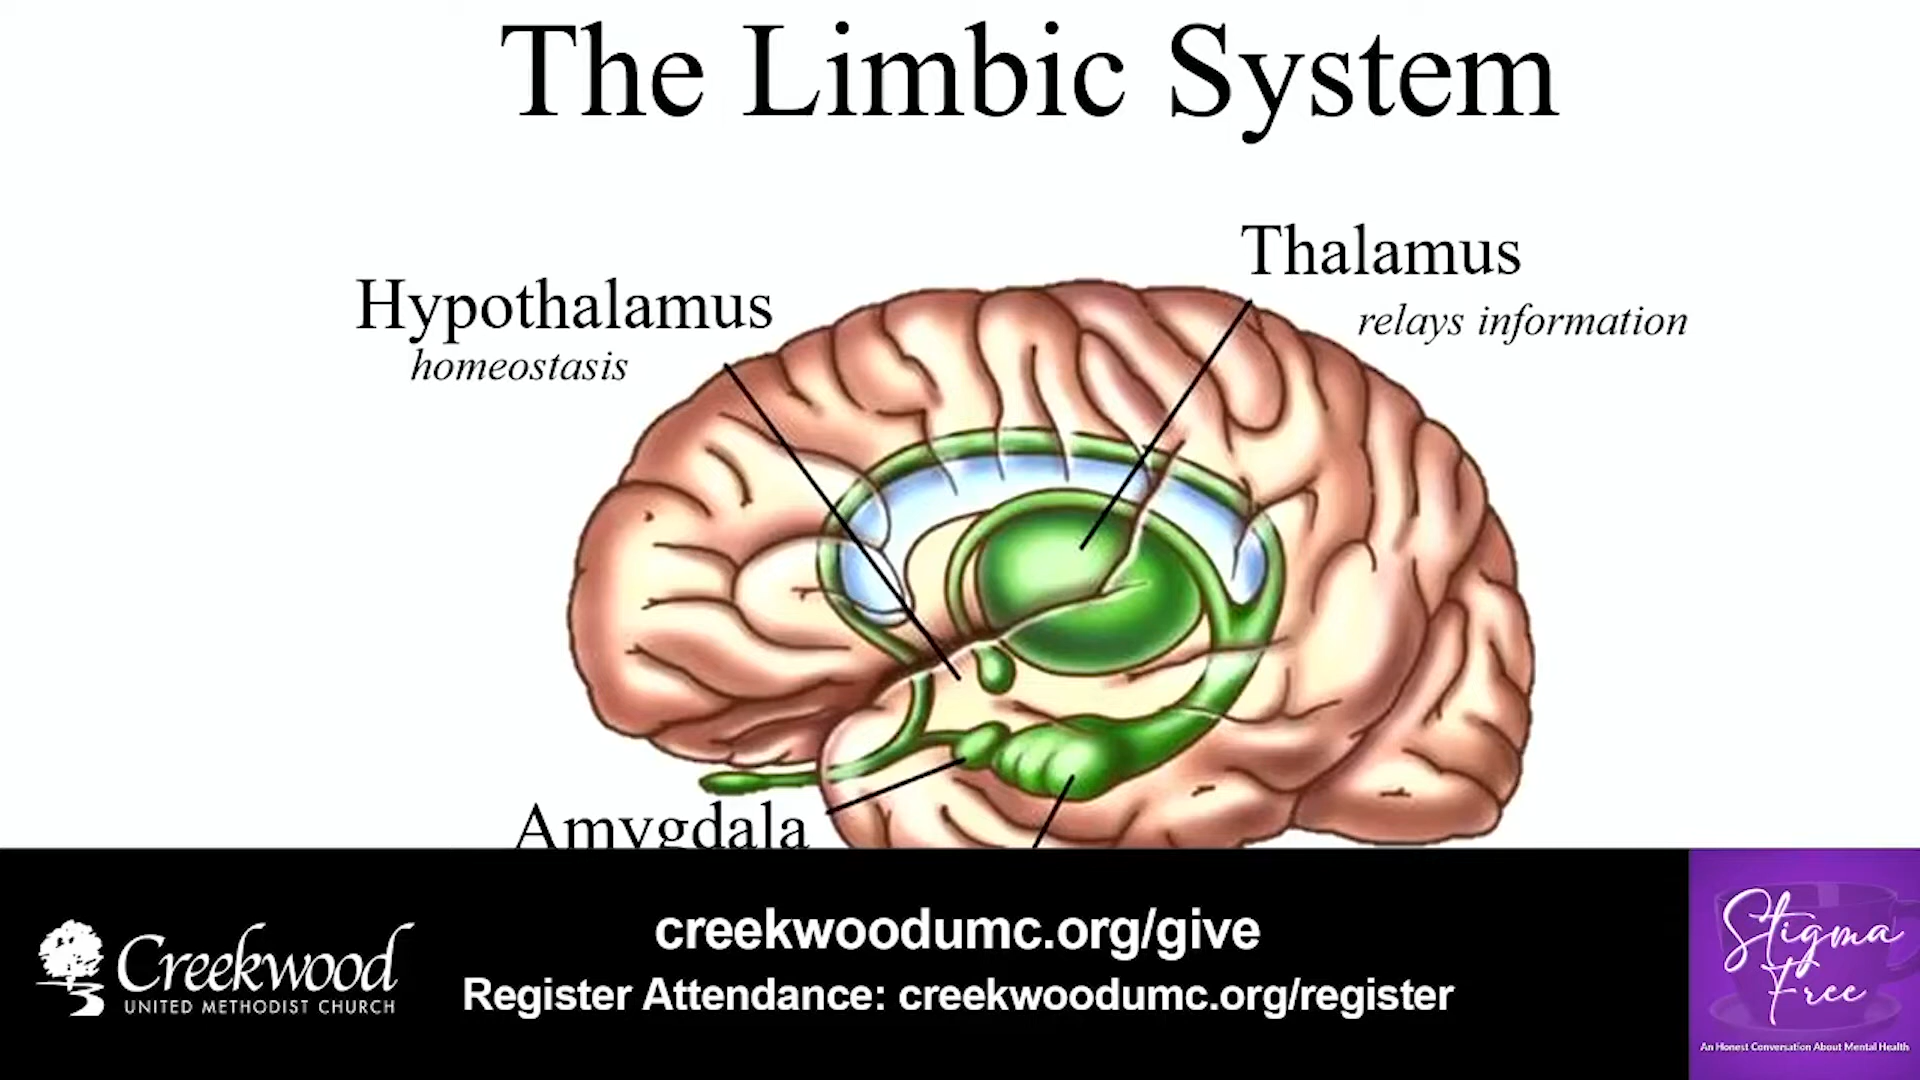 The Limbic System
Thalamus
relays information
Hypothalamus
homeostasis
Amygdala
creekwoodumc.org/give
Register Attendance: creekwoodumc.org/register
Creekwood
UNITED METHODIST CHURCH
Stigma
Free
An Honest Conversation About Mental Health